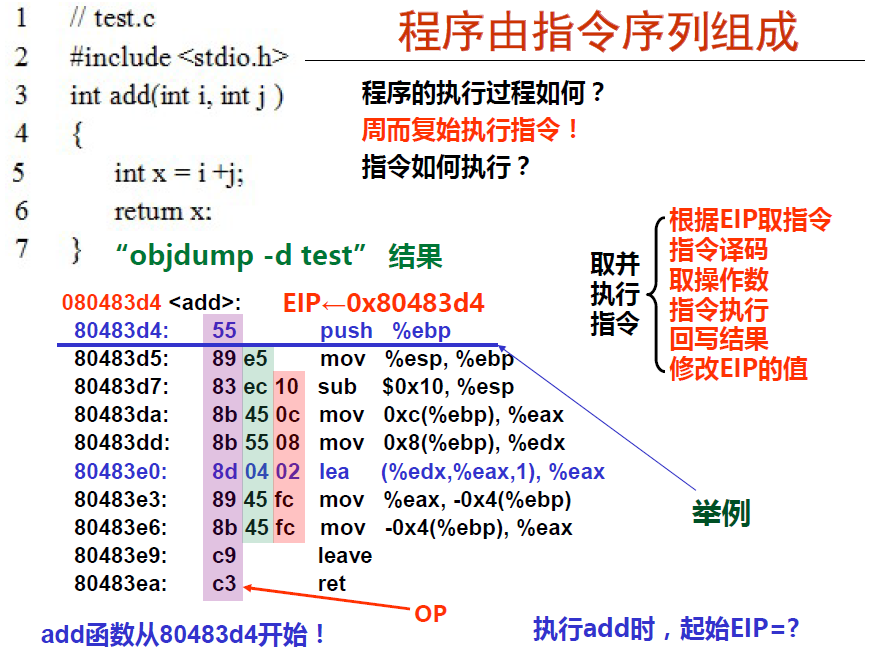 程序由指令序列组成
1 // test.c
2 #include <stdio.h>
3 int add(int i, int j )
4 {
5 int x = i +j;
6 return x:
7 }
程序的执行过程如何？
周而复始执行指令！
指令如何执行？
取并
执行
指令
根据EIP取指令
指令译码
取操作数
指令执行
回写结果
修改EIP的值
“objdump -d test” 结果
080483d4 <add>: EIP←0x80483d4
80483d4: 55 push %ebp
80483d5: 89 e5 mov %esp, %ebp
80483d7: 83 ec 10 sub $0x10, %esp
80483da: 8b 45 0c mov 0xc(%ebp), %eax
80483dd: 8b 55 08 mov 0x8(%ebp), %edx
80483e0: 8d 04 02 lea (%edx,%eax,1), %eax
80483e3: 89 45 fc mov %eax, -0x4(%ebp)
80483e6: 8b 45 fc mov -0x4(%ebp), %eax
80483e9: c9 leave
80483ea: c3 ret
举例
OP
add函数从80483d4开始！
执行add时，起始EIP=?